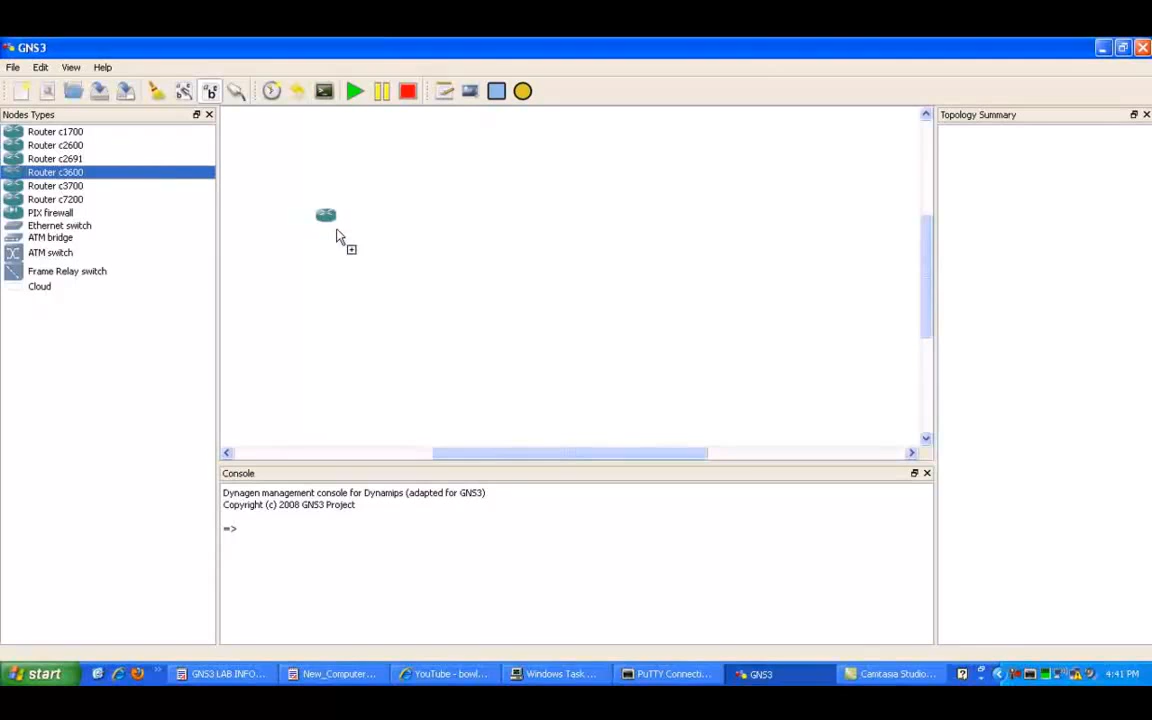 GNS3
File Edit View Help
Nodes Types
Topology Summary
Router c1700
Router c2600
Router c2691
Router c3600
Router c3700
Router c7200
PIX firewall
Ethernet switch
ATM bridge
ATM switch
Frame Relay switch
Cloud
Console
Dynagen management console for Dynamips (adapted for GNS3)
Copyright (c) 2008 GNS3 Project
=>
start
GNS3 LAB INFO...
New_Computer...
YouTube - bowl...
Windows Task ...
PuTTY Connecti...
GNS3
Camtasia Studio...
4:41 PM